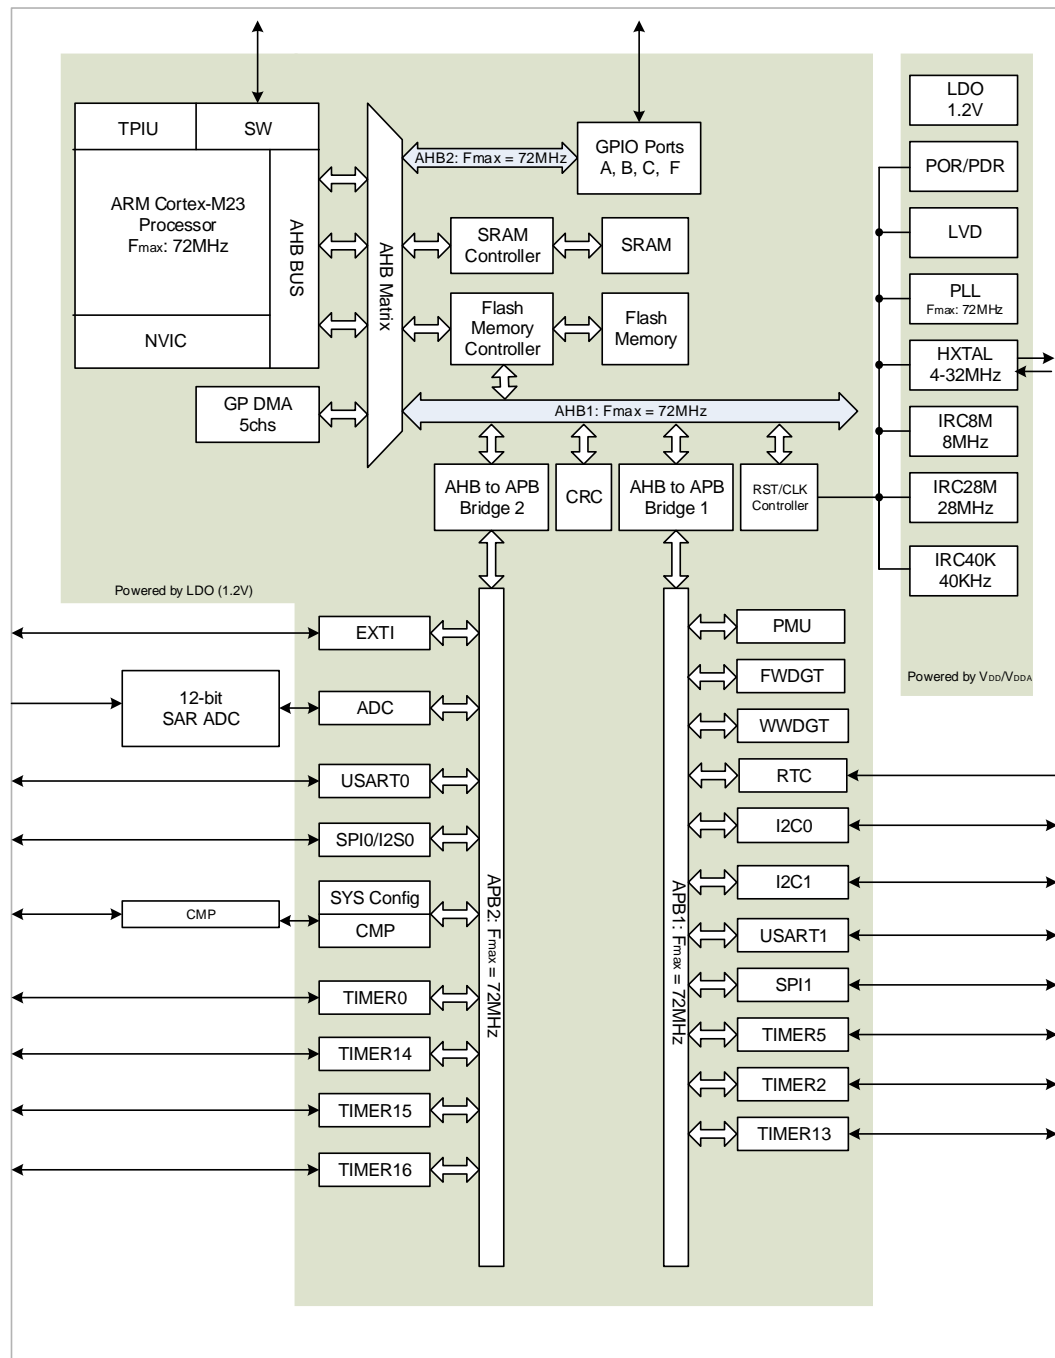 TPIU
SW
ARM Cortex-M23
Processor
Fmax: 72MHz
AHB BUS
NVIC
GP DMA
5chs
AHB Matrix
AHB2: Fmax = 72MHz
GPIO Ports
A, B, C, F
SRAM
Controller
SRAM
Flash
Memory
Controller
Flash
Memory
AHB1: Fmax = 72MHz
AHB to APB
Bridge 2
CRC
AHB to APB
Bridge 1
RST/CLK
Controller
LDO
1.2V
POR/PDR
LVD
PLL
Fmax: 72MHz
HXTAL
4-32MHz
IRC8M
8MHz
IRC28M
28MHz
IRC40K
40KHz
Powered by VDD/VDDA
Powered by LDO (1.2V)
EXTI
12-bit
SAR ADC
ADC
USART0
SPI0/I2S0
SYS Config
CMP
CMP
TIMER0
TIMER14
TIMER15
TIMER16
APB2: Fmax = 72MHz
APB1: Fmax = 72MHz
PMU
FWDGT
WWDGT
RTC
I2C0
I2C1
USART1
SPI1
TIMER5
TIMER2
TIMER13